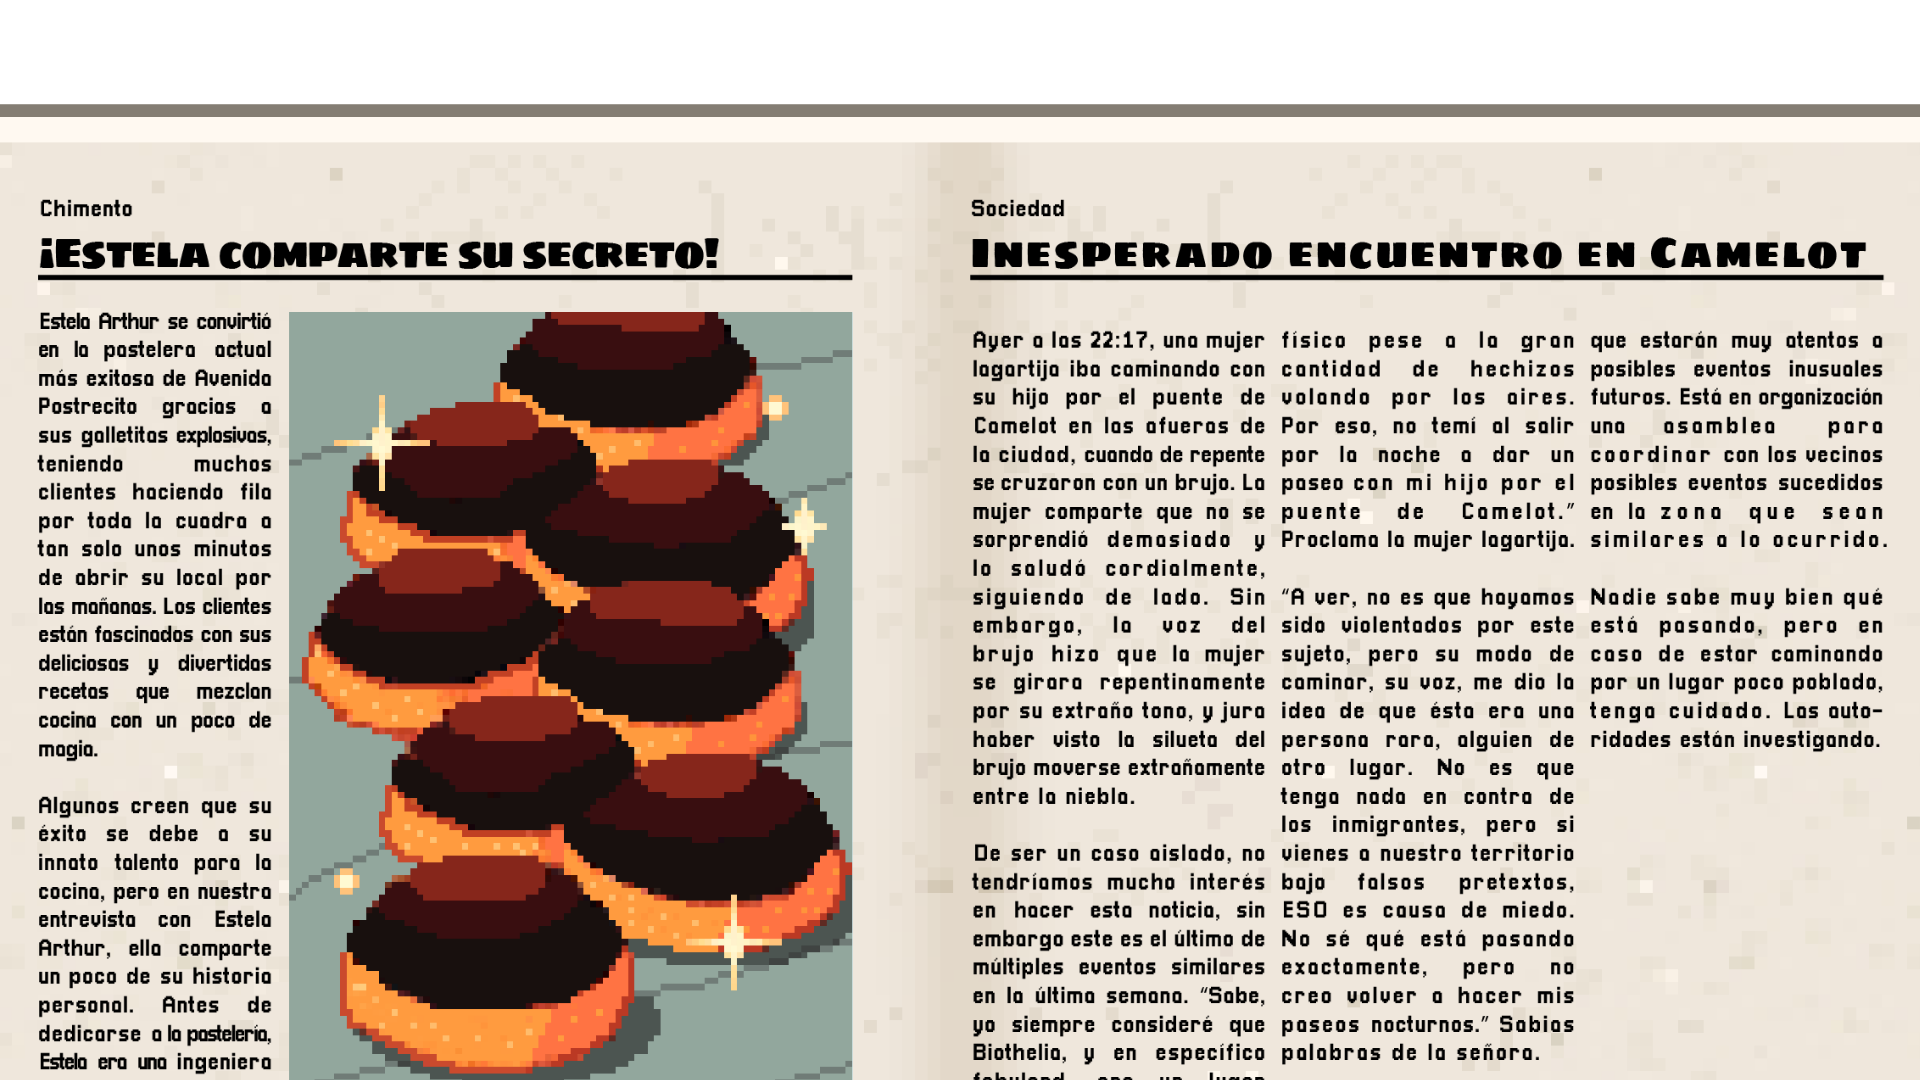 Chimento
¡ESTELA COMPARTE SU SECRETO!
Estela Arthur se convirtió
en la pastelera actual
más exitosa de Avenida
Postrecito gracias a
sus galletitas explosivas,
teniendo muchos
clientes haciendo fila
por toda la cuadra a
tan solo unos minutos
de abrir su local por
las mañanas. Los clientes
están fascinados con sus
deliciosas y divertidas
recetas que mezclan
cocina con un poco de
magia.
Algunos creen que su
éxito se debe a su
innato talento para la
cocina, pero en nuestra
entrevista con Estela
Arthur, ella comparte
un poco de su historia
personal. Antes de
dedicarse a la pastelería,
Estela era una ingeniera
Sociedad
INESPERADO ENCUENTRO EN CAMELOT
Ayer a las 22:17, una mujer
lagartija iba caminando con
su hijo por el puente de
Camelot en las afueras de
la ciudad, cuando de repente
se cruzaron con un brujo. La
mujer comparte que no se
sorprendió demasiado y
lo saludó cordialmente,
siguiendo de lado. Sin
embargo, la voz del
brujo hizo que la mujer
se girara repentinamente
por su extraño tono, y jura
haber visto la silueta del
brujo moverse extrañamente
entre la niebla.
De ser un caso aislado, no
tendríamos mucho interés
en hacer esta noticia, sin
embargo este es el último de
múltiples eventos similares
en la última semana. "Sabe,
yo siempre consideré que
Biathelia, y en específico
físico pese a la gran
cantidad de hechizos
volando por los aires.
Por eso, no temí al salir
por la noche a dar un
paseo con mi hijo por el
puente de Camelot."
Proclama la mujer lagartija.
"A ver, no es que hayamos
sido violentados por este
sujeto, pero su modo de
caminar, su voz, me dio la
idea de que ésta era una
persona rara, alguien de
otro lugar. No es que
tenga nada en contra de
los inmigrantes, pero si
vienes a nuestro territorio
bajo falsos pretextos,
ESO es causa de miedo.
No sé qué está pasando
exactamente, pero no
creo volver a hacer mis
paseos nocturnos." Sabias
palabras de la señora.
que estarán muy atentos a
posibles eventos inusuales
futuros. Está en organización
una asamblea para
coordinar con los vecinos
posibles eventos sucedidos
en la zona que sean
similares a lo ocurrido.
Nadie sabe muy bien qué
está pasando, pero en
caso de estar caminando
por un lugar poco poblado,
tenga cuidado. Las auto-
ridades están investigando.